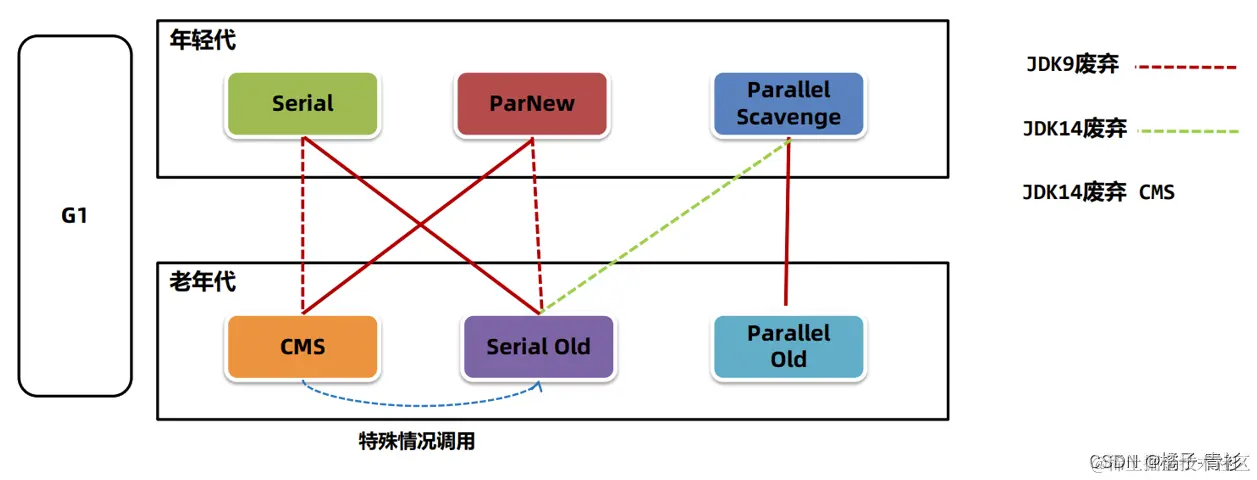 年轻代
Serial
ParNew
Parallel
Scavenge
JDK9废弃
JDK14废弃
JDK14废弃 CMS
G1
老年代
CMS
Serial Old
Parallel
Old
特殊情况调用
CSDN @橘子-青衫